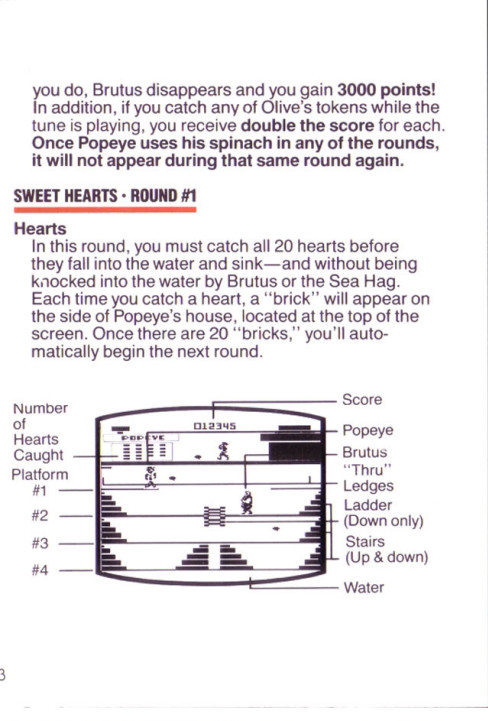 you do, Brutus disappears and you gain 3000 points!
In addition, if you catch any of Olive's tokens while the
tune is playing, you receive double the score for each.
Once Popeye uses his spinach in any of the rounds,
it will not appear during that same round again.
SWEET HEARTS · ROUND #1
Hearts
In this round, you must catch all 20 hearts before
they fall into the water and sink—and without being
knocked into the water by Brutus or the Sea Hag.
Each time you catch a heart, a "brick" will appear on
the side of Popeye's house, located at the top of the
screen. Once there are 20 "bricks," you'll auto-
matically begin the next round.
Number
of
Hearts
Caught
Platform
#1
#2
#3
#4
012345
POPEYE
Score
Popeye
Brutus
"Thru"
Ledges
Ladder
(Down only)
Stairs
(Up & down)
Water
3